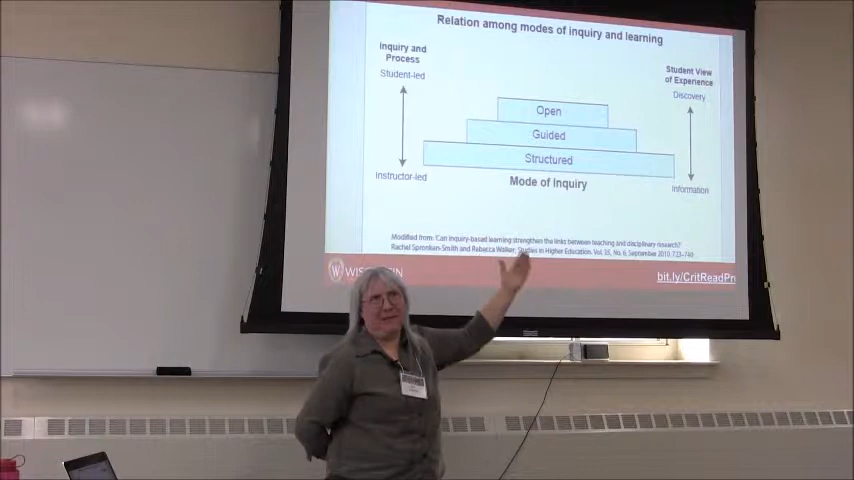 Relation among modes of inquiry and learning
Inquiry and
Process
Student-led
Instructor-led
Open
Guided
Structured
Mode of Inquiry
Student View
of Experience
Discovery
Information
Modified from: 'Can inquiry-based learning strengthen the links between teaching and disciplinary research?'
Rachel Spronken-Smith and Rebecca Walker; Studies in Higher Education. Vol. 35, No. 6, September 2010, 723–740
W WISCONSIN
bit.ly/CritReadPn